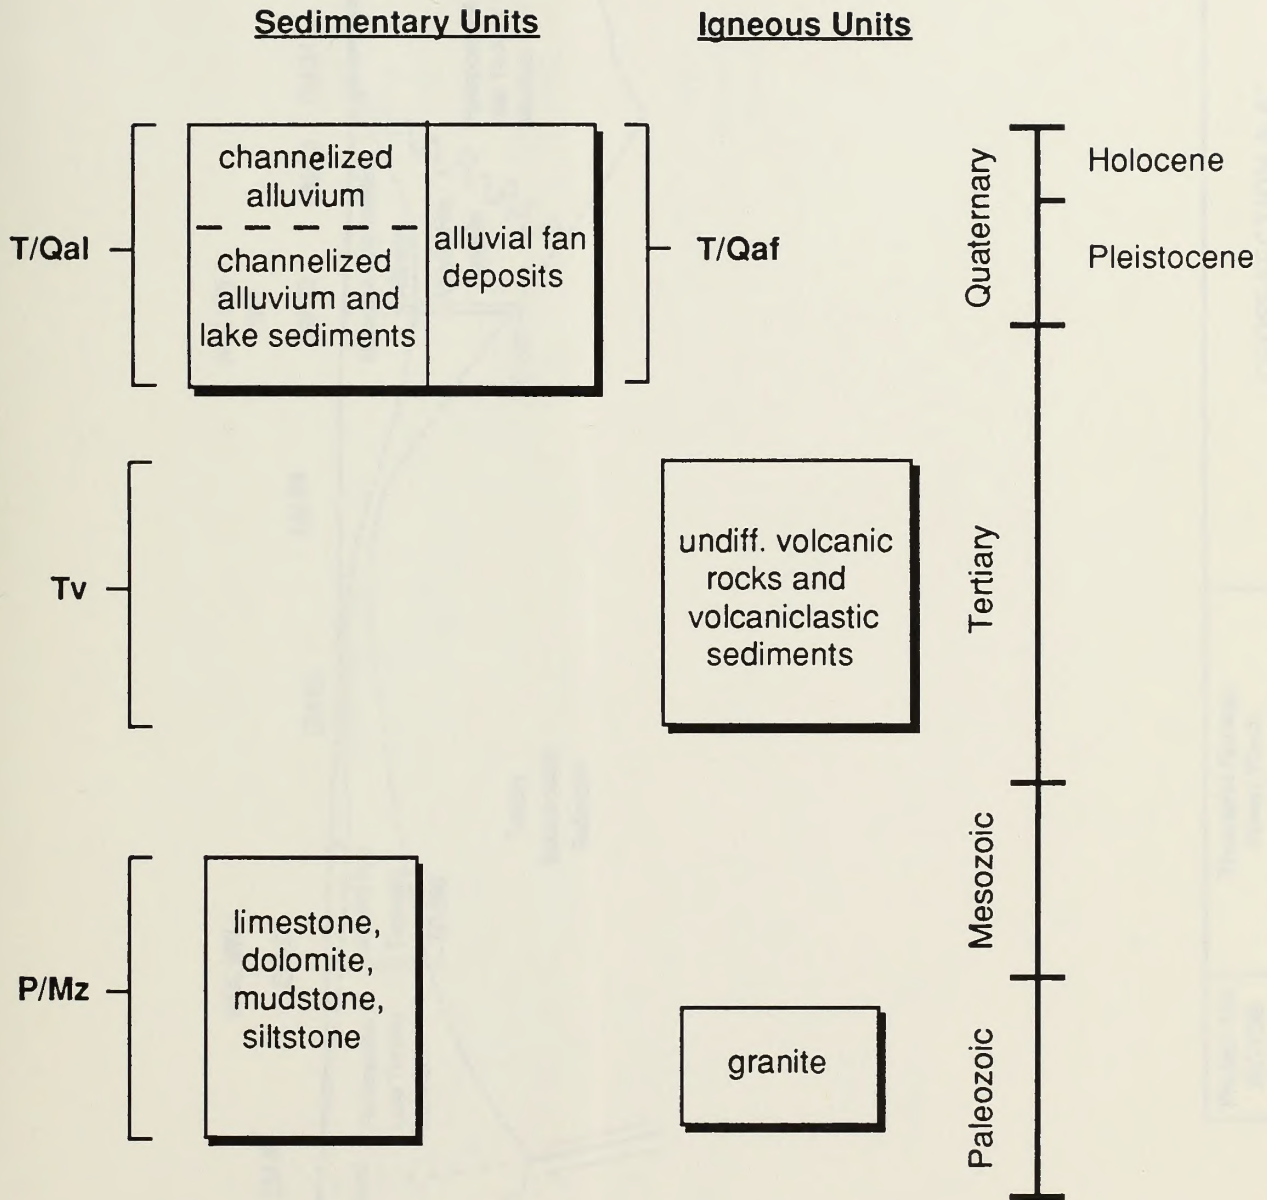 Sedimentary Units
Igneous Units
T/Qal
channelized
alluvium
channelized
alluvium and
lake sediments
alluvial fan
deposits
T/Qaf
Quaternary
Holocene
Pleistocene
Tv
undiff. volcanic
rocks and
volcaniclastic
sediments
Tertiary
Mesozoic
P/Mz
limestone,
dolomite,
mudstone,
siltstone
granite
Paleozoic